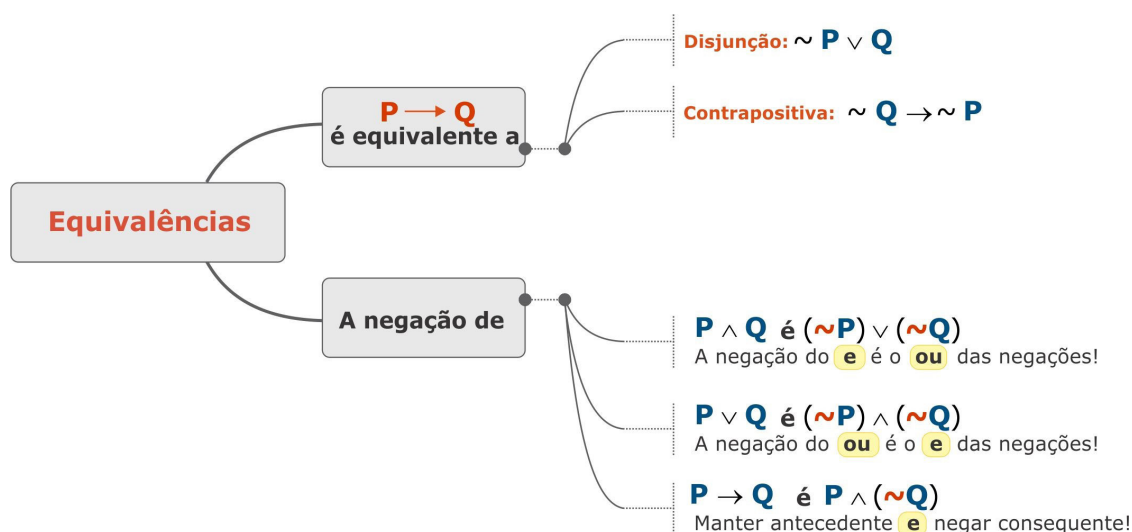 Equivalências
P → Q
é equivalente a
Disjunção: ~ P ∨ Q
Contrapositiva: ~ Q → ~ P
A negação de
P ∧ Q é (~P) ∨ (~Q)
A negação do e é o ou das negações!
P ∨ Q é (~P) ∧ (~Q)
A negação do ou é o e das negações!
P → Q é P ∧ (~Q)
Manter antecedente e negar consequente!